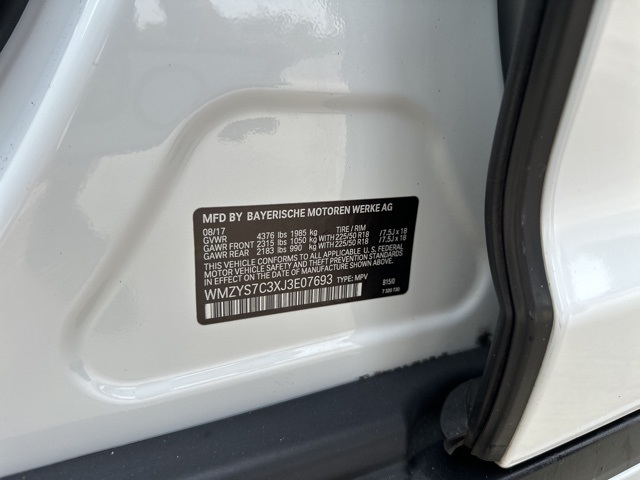 MFD BY BAYERISCHE MOTOREN WERKE AG
08/17
GVWR 4376 lbs 1985 kg TIRE / RIM
GAWR FRONT 2315 lbs 1050 kg WITH 225/50 R18 /7.5J x 18
GAWR REAR 2183 lbs 990 kg WITH 225/50 R18 /7.5J x 18
THIS VEHICLE CONFORMS TO ALL APPLICABLE U. S. FEDERAL
MOTOR VEHICLE SAFETY, BUMPER, AND THEFT PREVENTION
STANDARDS IN EFFECT ON THE DATE OF MANUFACTURE SHOWN ABOVE.
WMZYS7C3XJ3E07693 TYPE: MPV